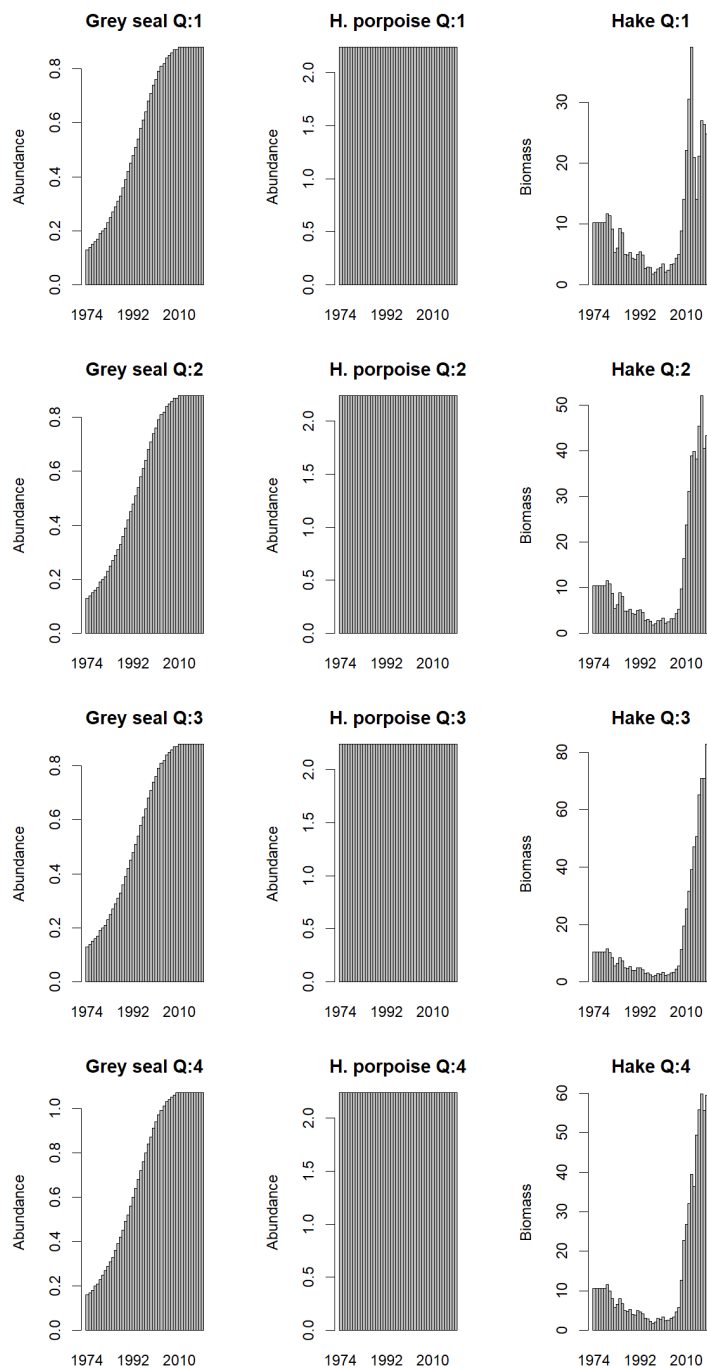 Grey seal Q:1
H. porpoise Q:1
Hake Q:1
Abundance
0.0 0.2 0.4 0.6 0.8
1974 1992 2010
Abundance
0.0 0.5 1.0 1.5 2.0
1974 1992 2010
Biomass
0 10 20 30
1974 1992 2010
Grey seal Q:2
H. porpoise Q:2
Hake Q:2
Abundance
0.0 0.2 0.4 0.6 0.8
1974 1992 2010
Abundance
0.0 0.5 1.0 1.5 2.0
1974 1992 2010
Biomass
0 10 20 30 40 50
1974 1992 2010
Grey seal Q:3
H. porpoise Q:3
Hake Q:3
Abundance
0.0 0.2 0.4 0.6 0.8
1974 1992 2010
Abundance
0.0 0.5 1.0 1.5 2.0
1974 1992 2010
Biomass
0 20 40 60 80
1974 1992 2010
Grey seal Q:4
H. porpoise Q:4
Hake Q:4
Abundance
0.0 0.2 0.4 0.6 0.8 1.0
1974 1992 2010
Abundance
0.0 0.5 1.0 1.5 2.0
1974 1992 2010
Biomass
0 10 20 30 40 50 60
1974 1992 2010